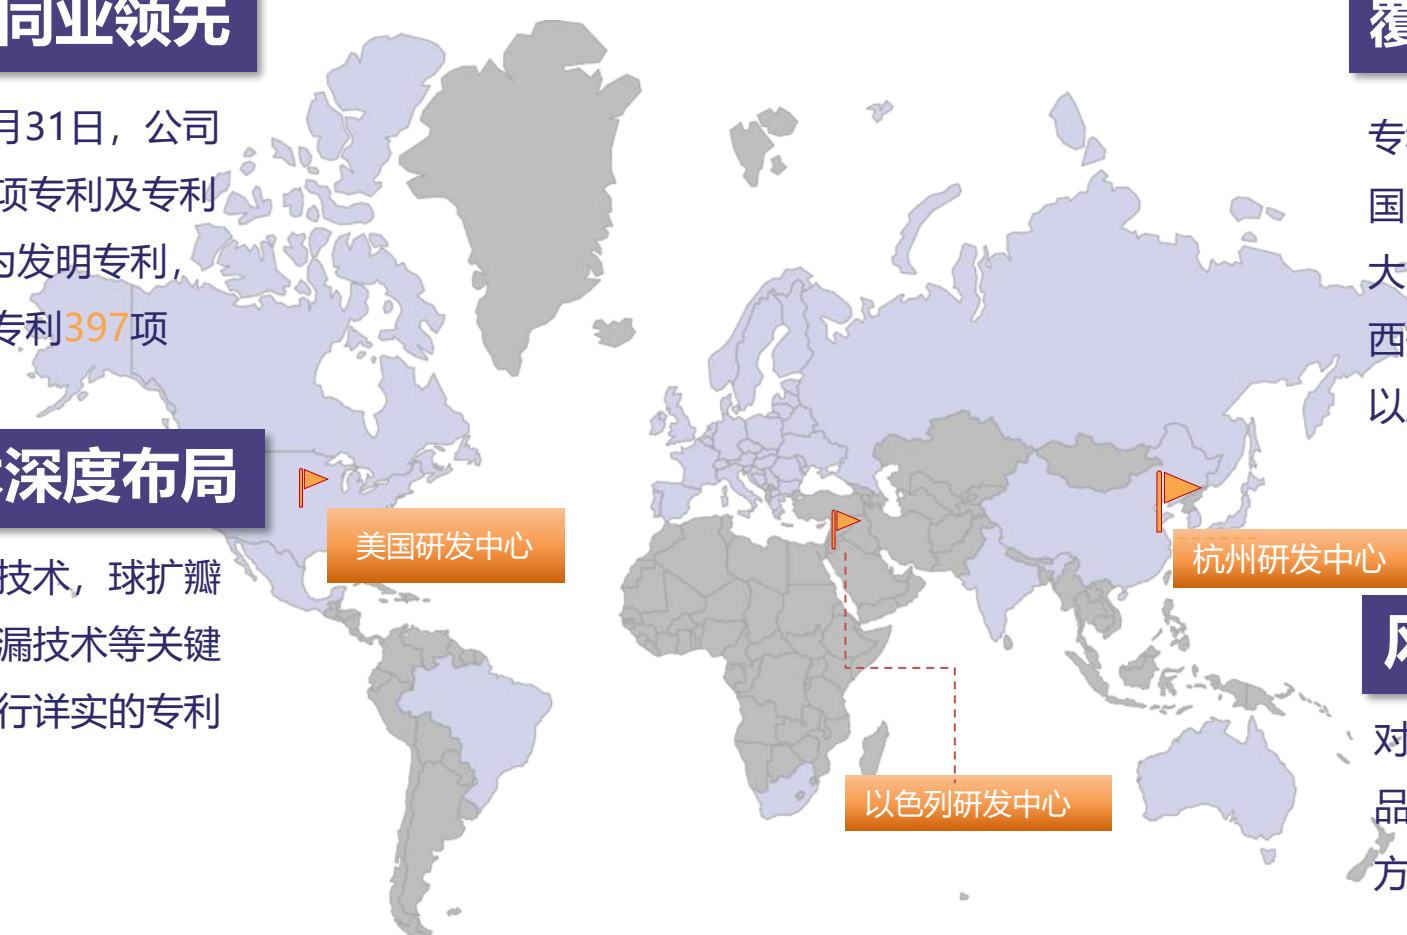 同业领先
月31日，公司
项专利及专利
为发明专利，
专利397项
深度布局
技术，球扩瓣
漏技术等关键
行详实的专利
美国研发中心
以色列研发中心
杭州研发中心
覆
专
国
大
西
以
风
对
品
方